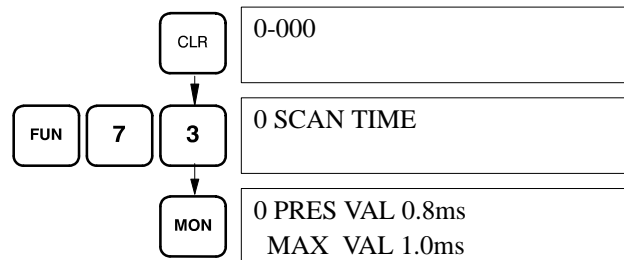 CLR
0-000
FUN 7 3
0 SCAN TIME
MON
0 PRES VAL 0.8ms
MAX VAL 1.0ms